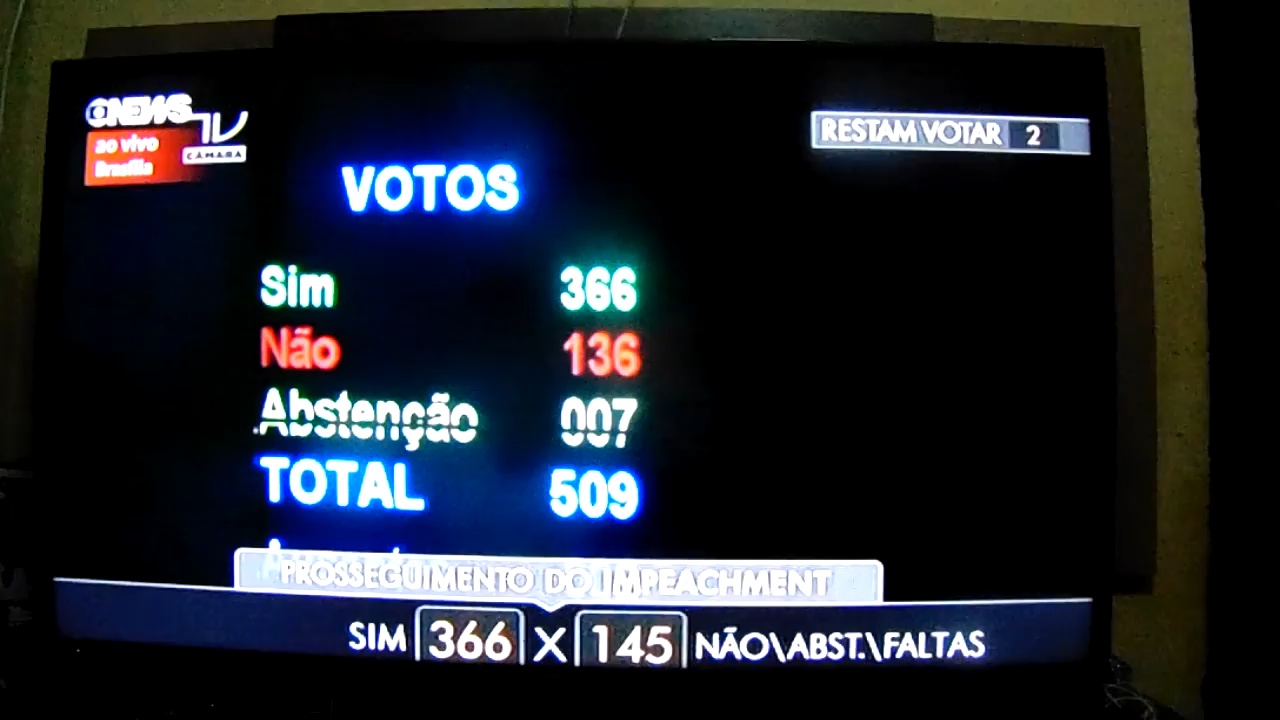 GNEWS
TV
CÂMARA
ao vivo
Brasília
RESTAM VOTAR 2
VOTOS
Sim 366
Não 136
Abstenção 007
TOTAL 509
PROSSEGUIMENTO DO IMPEACHMENT
SIM 366 X 145 NÃO\ABST.\FALTAS